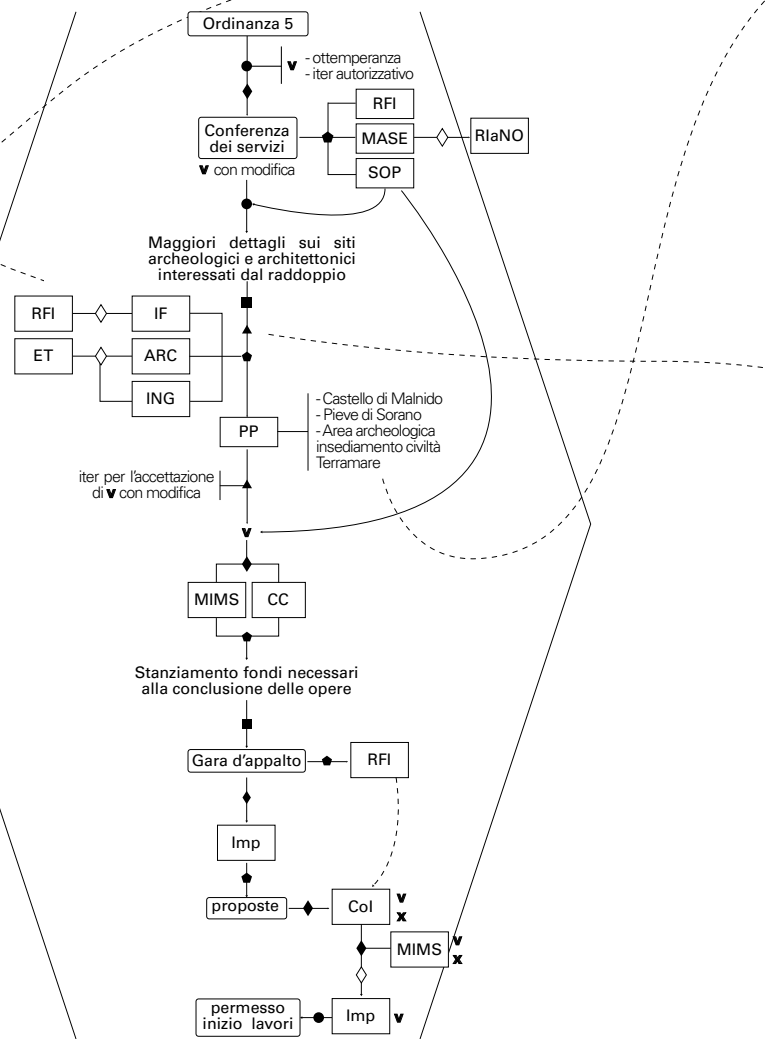 Ordinanza 5
v
- ottemperanza
- iter autorizzativo
RFI
Conferenza
dei servizi
MASE
RIaNO
v con modifica
SOP
Maggiori dettagli sui siti
archeologici e architettonici
interessati dal raddoppio
RFI
IF
ET
ARC
ING
PP
- Castello di Malnido
- Pieve di Sorano
- Area archeologica
insediamento civiltà
Terramare
iter per l'accettazione
di v con modifica
v
MIMS
CC
Stanziamento fondi necessari
alla conclusione delle opere
Gara d'appalto
RFI
Imp
proposte
Col
v
x
MIMS
v
x
permesso
inizio lavori
Imp
v